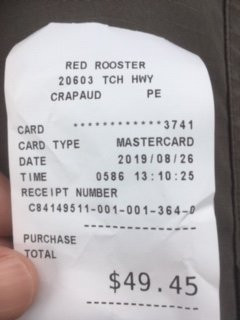 RED ROOSTER
20603 TCH HWY
CRAPAUD PE
CARD ************3741
CARD TYPE MASTERCARD
DATE 2019/08/26
TIME 0586 13:10:25
RECEIPT NUMBER
C84149511-001-001-364-0
PURCHASE
TOTAL
$49.45